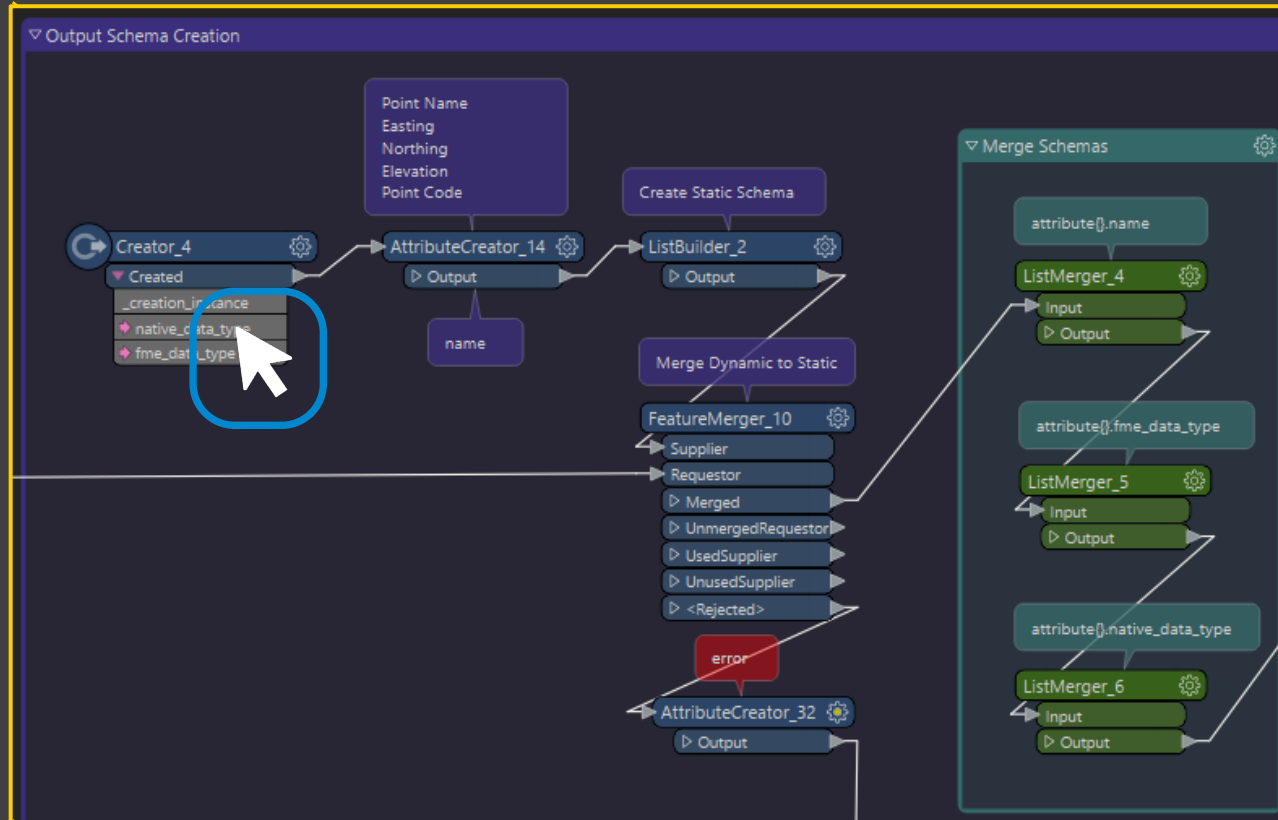 Output Schema Creation
Point Name
Easting
Northing
Elevation
Point Code
Creator_4
Created
_creation_instance
native_data_type
fme_data_type
AttributeCreator_14
Output
name
Create Static Schema
ListBuilder_2
Output
Merge Dynamic to Static
FeatureMerger_10
Supplier
Requestor
Merged
UnmergedRequestor
UsedSupplier
UnusedSupplier
<Rejected>
error
AttributeCreator_32
Output
Merge Schemas
attribute{}.name
ListMerger_4
Input
Output
attribute{}.fme_data_type
ListMerger_5
Input
Output
attribute{}.native_data_type
ListMerger_6
Input
Output